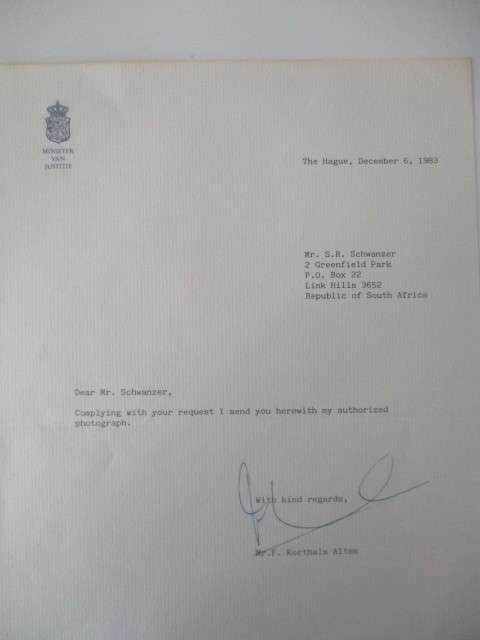 MINISTER
VAN
JUSTITIE
The Hague, December 6, 1983
Mr. S.R. Schwanzer
2 Greenfield Park
P.O. Box 22
Link Hills 3652
Republic of South Africa
Dear Mr. Schwanzer,
Complying with your request I send you herewith my authorized
photograph.
With kind regards,
Mr.F. Korthals Altes